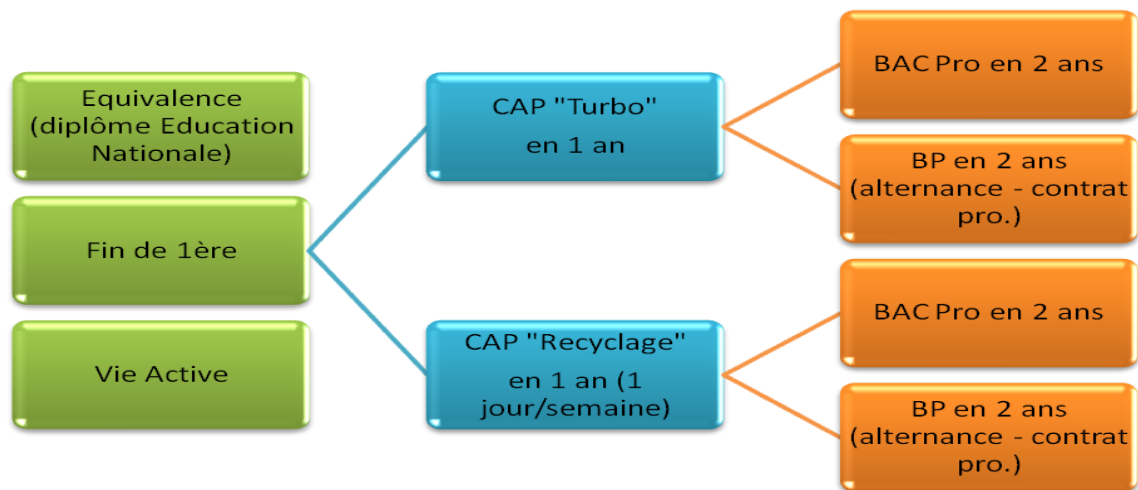 Equivalence
(diplôme Education
Nationale)
Fin de 1ère
Vie Active
CAP "Turbo"
en 1 an
CAP "Recyclage"
en 1 an (1
jour/semaine)
BAC Pro en 2 ans
BP en 2 ans
(alternance - contrat
pro.)
BAC Pro en 2 ans
BP en 2 ans
(alternance - contrat
pro.)